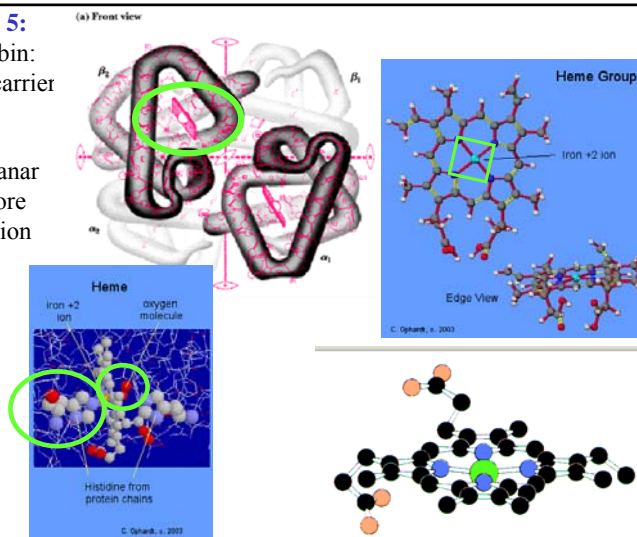 5:
(a) Front view
bin:
carrier
β2
β1
anar
ore
ion
α2
α1
Heme Group
Iron +2 ion
Edge View
C. Ophardt, c. 2003
Heme
iron +2
ion
oxygen
molecule
Histidine from
protein chains
C. Ophardt, c. 2003